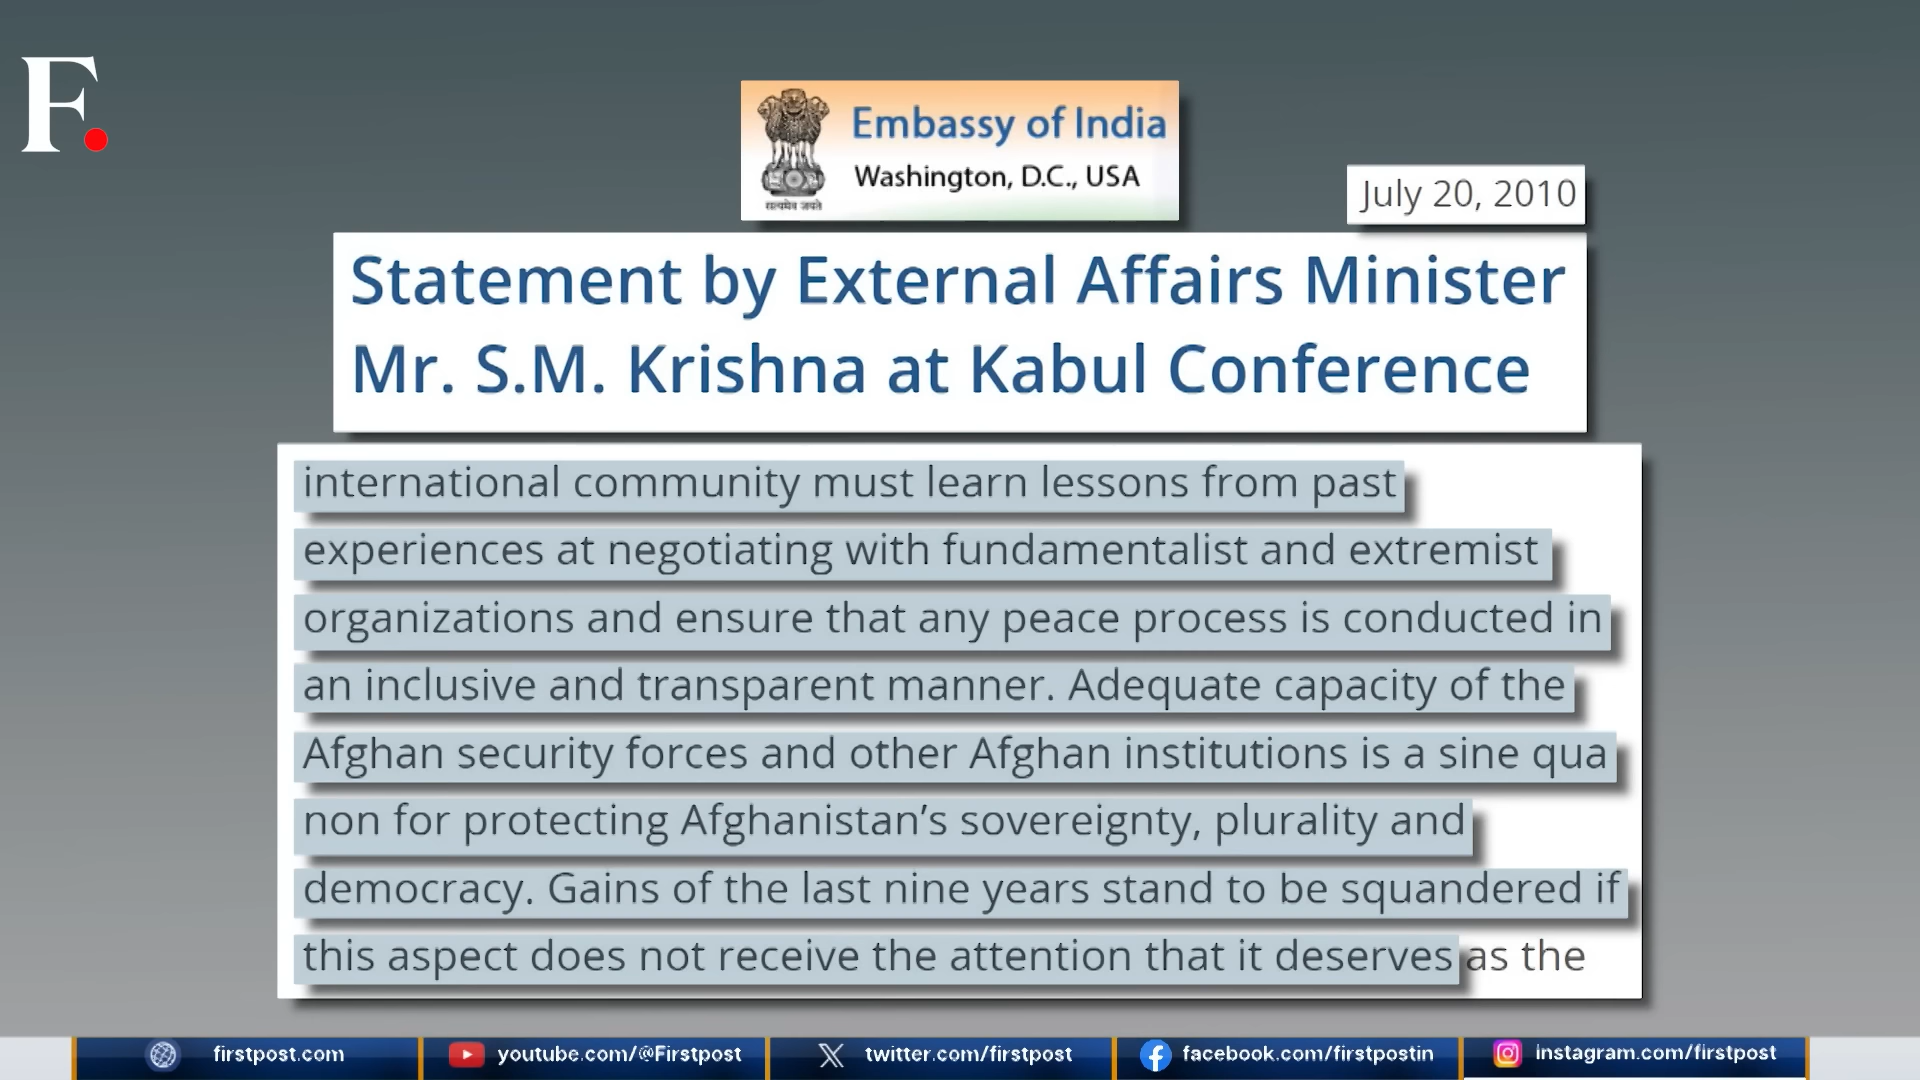 F.
Embassy of India
Washington, D.C., USA
सत्यमेव जयते
July 20, 2010
Statement by External Affairs Minister
Mr. S.M. Krishna at Kabul Conference
international community must learn lessons from past
experiences at negotiating with fundamentalist and extremist
organizations and ensure that any peace process is conducted in
an inclusive and transparent manner. Adequate capacity of the
Afghan security forces and other Afghan institutions is a sine qua
non for protecting Afghanistan’s sovereignty, plurality and
democracy. Gains of the last nine years stand to be squandered if
this aspect does not receive the attention that it deserves as the
firstpost.com
youtube.com/@Firstpost
twitter.com/firstpost
facebook.com/firstpostin
instagram.com/firstpost